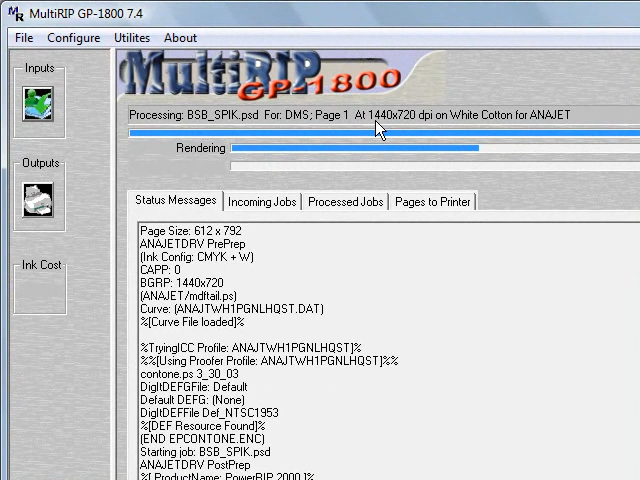 MR MultiRIP GP-1800 7.4
File Configure Utilites About
Inputs
MultiRIP
GP-1800
Processing: BSB_SPIK.psd For: DMS; Page 1 At 1440x720 dpi on White Cotton for ANAJET
Rendering
Outputs
Status Messages Incoming Jobs Processed Jobs Pages to Printer
Ink Cost
Page Size: 612 x 792
ANAJETDRV PrePrep
(Ink Config: CMYK + W)
CAPP: 0
BGRP: 1440x720
(ANAJET/mdftail.ps)
Curve: (ANAJTWH1PGNLHQST.DAT)
%[Curve File loaded]%
%TryingICC Profile: ANAJTWH1PGNLHQST]%
%%[Using Proofer Profile: ANAJTWH1PGNLHQST]%%
contone.ps 3_30_03
DigItDEFGFile: Default
Default DEFG: (None)
DigItDEFFile Def_NTSC1953
%[DEF Resource Found]%
(END EPCONTONE.ENC)
Starting job: BSB_SPIK.psd
ANAJETDRV PostPrep
%[ ProductName: PowerRIP 2000 ]%